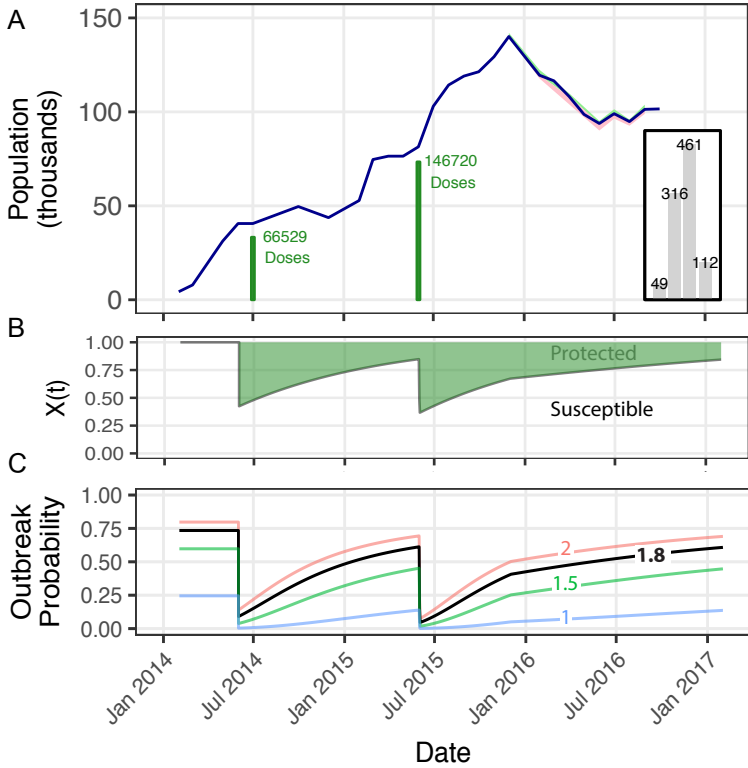 A
Population
(thousands)
150
100
50
0
66529
Doses
146720
Doses
49
316
461
112
B
X(t)
1.00
0.75
0.50
0.25
0.00
Protected
Susceptible
C
Outbreak
Probability
1.00
0.75
0.50
0.25
0.00
2
1.8
1.5
1
Jan 2014
Jul 2014
Jan 2015
Jul 2015
Jan 2016
Jul 2016
Jan 2017
Date